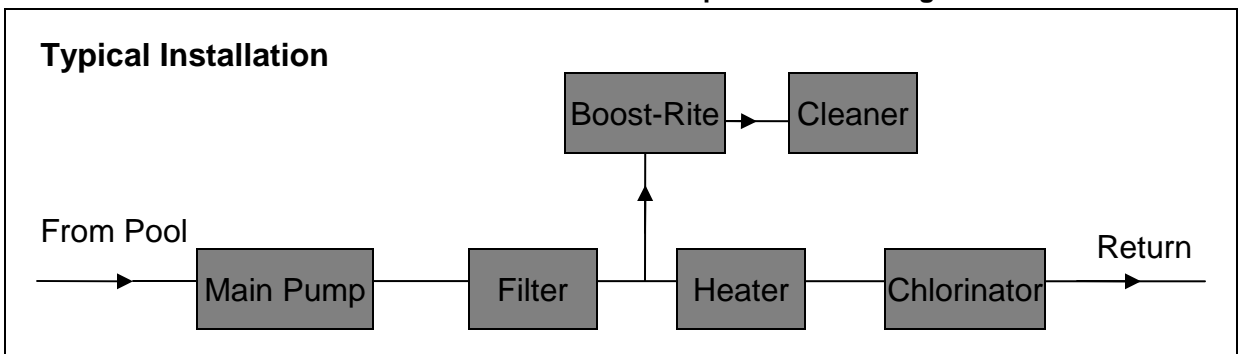 Typical Installation
Boost-Rite
Cleaner
From Pool
Return
Main Pump
Filter
Heater
Chlorinator